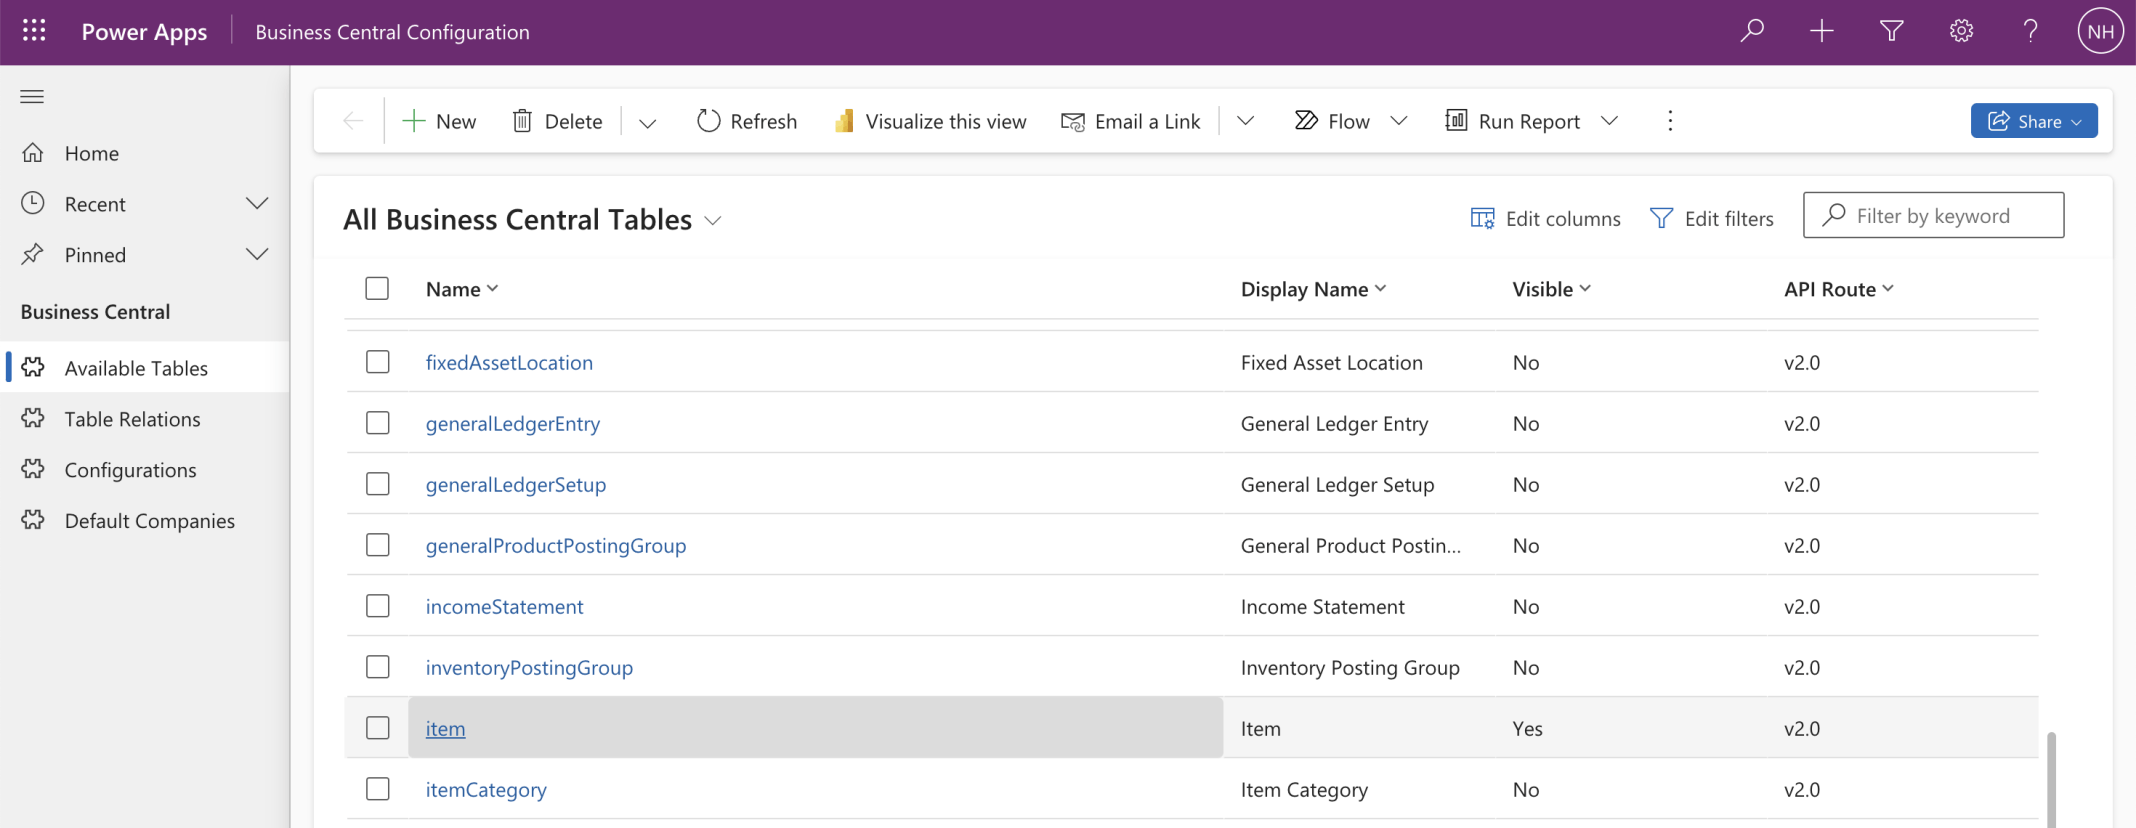 Power Apps
Business Central Configuration
NH
New
Delete
Refresh
Visualize this view
Email a Link
Flow
Run Report
Share
Home
Recent
Pinned
Business Central
Available Tables
Table Relations
Configurations
Default Companies
All Business Central Tables
Edit columns
Edit filters
Filter by keyword
Name Display Name Visible API Route
fixedAssetLocation Fixed Asset Location No v2.0
generalLedgerEntry General Ledger Entry No v2.0
generalLedgerSetup General Ledger Setup No v2.0
generalProductPostingGroup General Product Postin... No v2.0
incomeStatement Income Statement No v2.0
inventoryPostingGroup Inventory Posting Group No v2.0
item Item Yes v2.0
itemCategory Item Category No v2.0